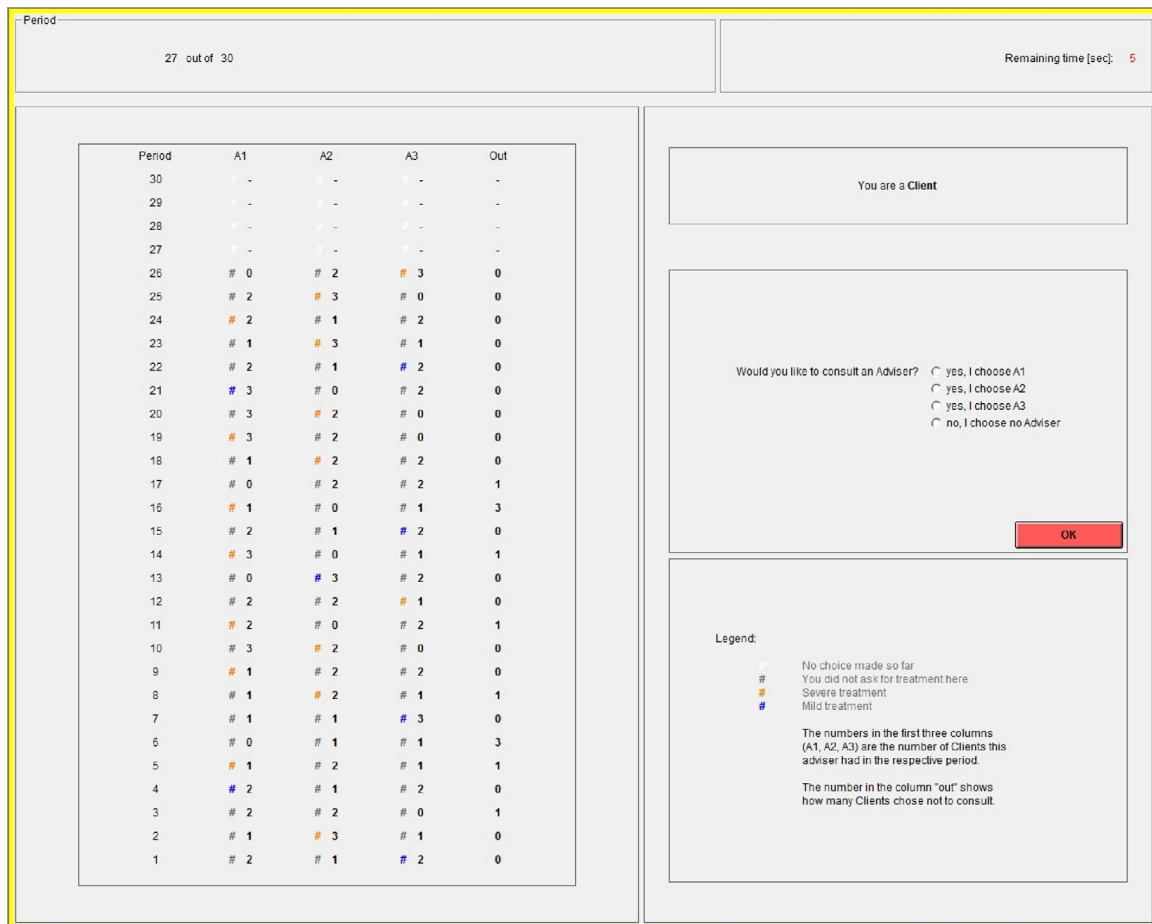 Period
27 out of 30
Remaining time [sec]: 5
Period A1 A2 A3 Out
30 # - # - # - -
29 # - # - # - -
28 # - # - # - -
27 # - # - # - -
26 # 0 # 2 # 3 0
25 # 2 # 3 # 0 0
24 # 2 # 1 # 2 0
23 # 1 # 3 # 1 0
22 # 2 # 1 # 2 0
21 # 3 # 0 # 2 0
20 # 3 # 2 # 0 0
19 # 3 # 2 # 0 0
18 # 1 # 2 # 2 0
17 # 0 # 2 # 2 1
16 # 1 # 0 # 1 3
15 # 2 # 1 # 2 0
14 # 3 # 0 # 1 1
13 # 0 # 3 # 2 0
12 # 2 # 2 # 1 0
11 # 2 # 0 # 2 1
10 # 3 # 2 # 0 0
9 # 1 # 2 # 2 0
8 # 1 # 2 # 1 1
7 # 1 # 1 # 3 0
6 # 0 # 1 # 1 3
5 # 1 # 2 # 1 1
4 # 2 # 1 # 2 0
3 # 2 # 2 # 0 1
2 # 1 # 3 # 1 0
1 # 2 # 1 # 2 0
You are a Client
Would you like to consult an Adviser? yes, I choose A1
yes, I choose A2
yes, I choose A3
no, I choose no Adviser
OK
Legend:
# No choice made so far
# You did not ask for treatment here
# Severe treatment
# Mild treatment
The numbers in the first three columns
(A1, A2, A3) are the number of Clients this
adviser had in the respective period.
The number in the column "out" shows
how many Clients chose not to consult.